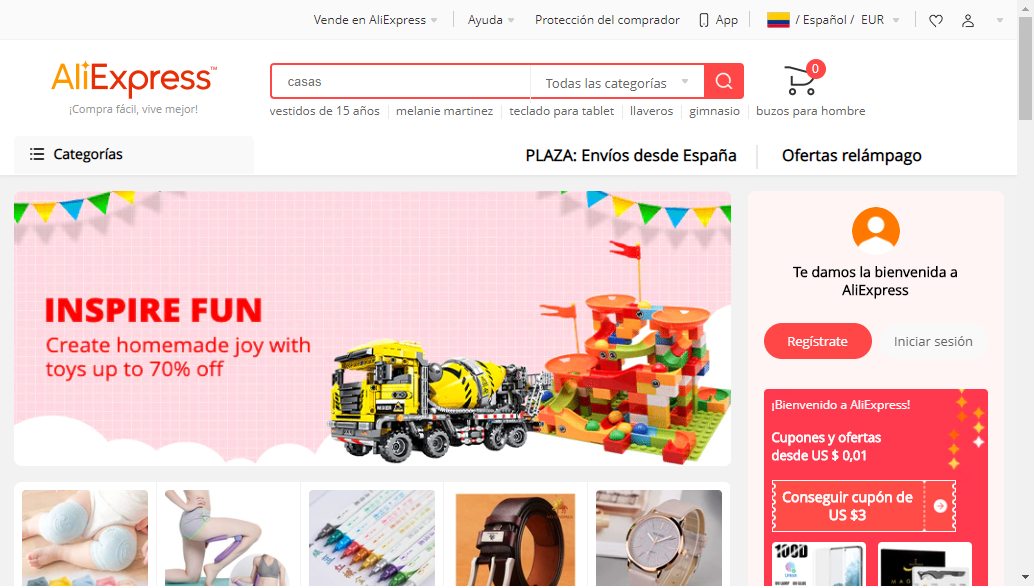 Vende en AliExpress
Ayuda
Protección del comprador
App
/ Español / EUR
AliExpress™
¡Compra fácil, vive mejor!
casas
Todas las categorías
0
vestidos de 15 años
melanie martinez
teclado para tablet
llaveros
gimnasio
buzos para hombre
Categorías
PLAZA: Envíos desde España
Ofertas relámpago
INSPIRE FUN
Create homemade joy with
toys up to 70% off
Te damos la bienvenida a
AliExpress
Regístrate
Iniciar sesión
¡Bienvenido a AliExpress!
Cupones y ofertas
desde US $ 0,01
Conseguir cupón de
US $3